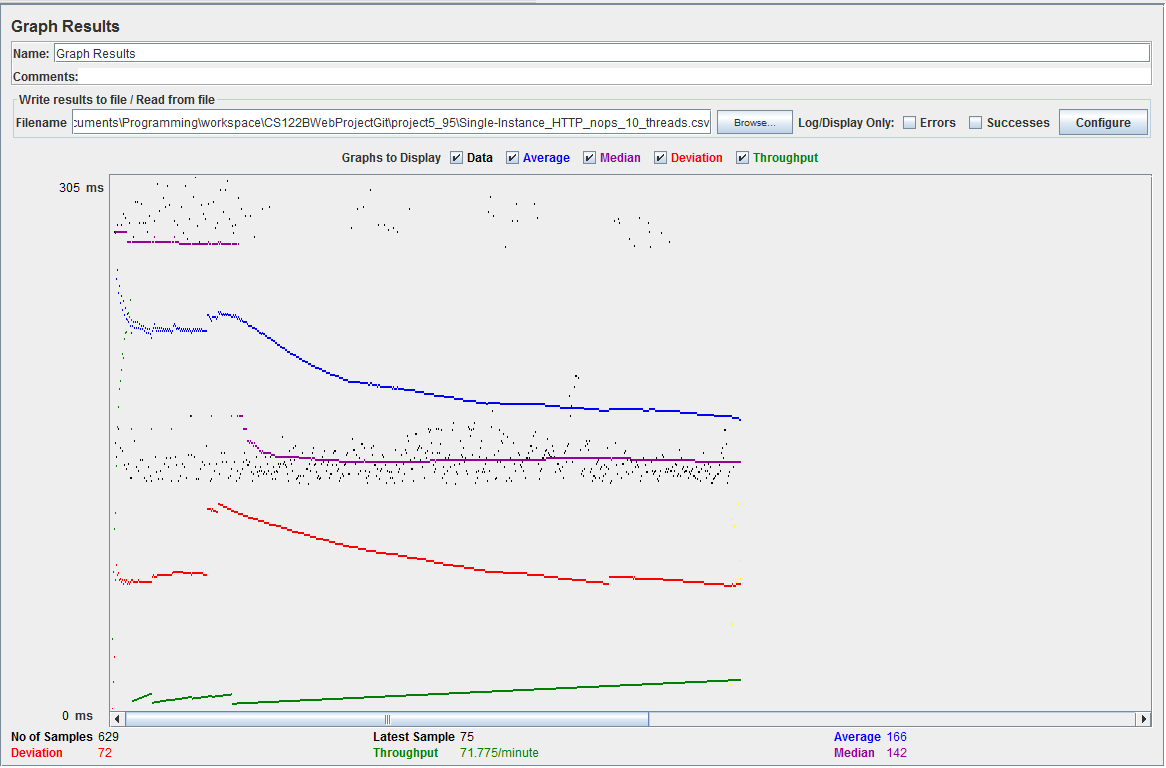 Graph Results
Name: Graph Results
Comments:
Write results to file / Read from file
Filename cuments\Programming\workspace\CS122BWebProjectGit\project5_95\Single-Instance_HTTP_nops_10_threads.csv Browse... Log/Display Only: Errors Successes Configure
Graphs to Display Data Average Median Deviation Throughput
305 ms
0 ms
No of Samples 629 Latest Sample 75 Average 166
Deviation 72 Throughput 71.775/minute Median 142